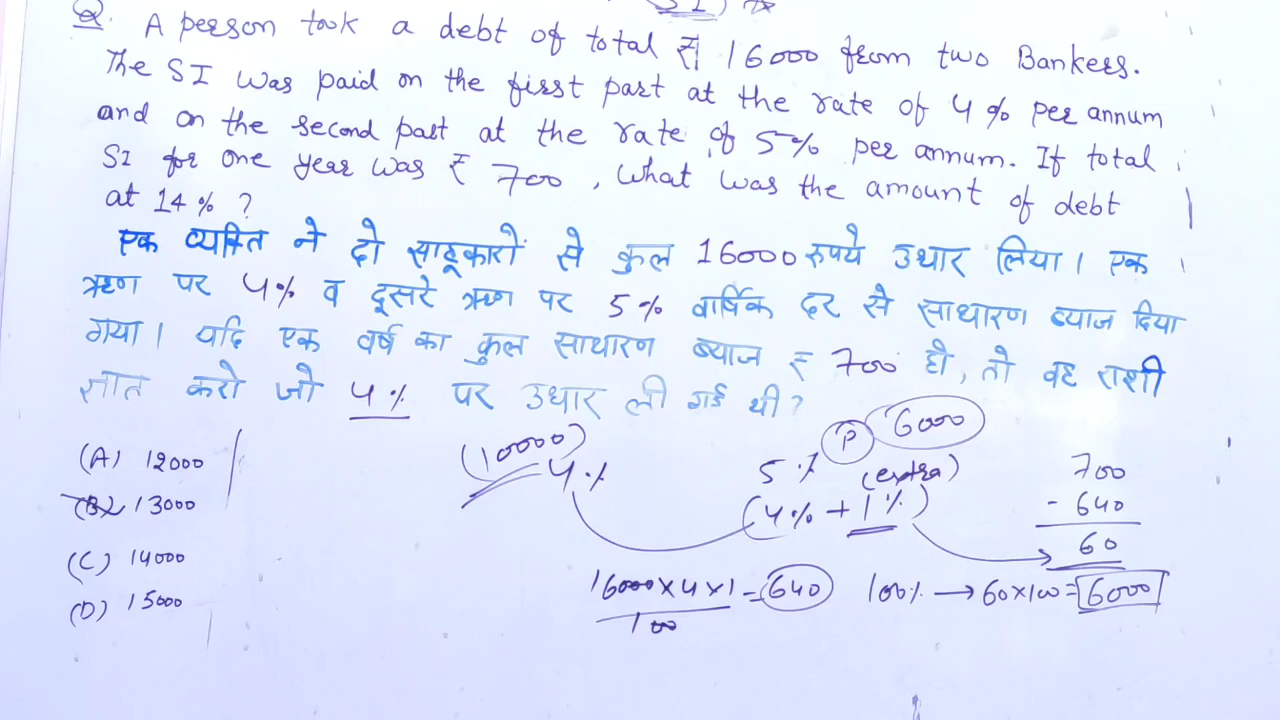 SI)
Q. A person took a debt of total ₹ 16000 from two Bankers.
The SI was paid on the first part at the rate of 4% per annum
and on the second part at the rate of 5% per annum. If total
SI for one year was ₹ 700, what was the amount of debt
at 14% ?
एक व्यक्ति ने दो साहूकारों से कुल 16000 रुपये उधार लिया। एक
ऋण पर 4% व दूसरे ऋण पर 5% वार्षिक दर से साधारण ब्याज दिया
गया। यदि एक वर्ष का कुल साधारण ब्याज ₹ 700 हो, तो वह राशी
ज्ञात करो जो 4% पर उधार ली गई थी?
(A) 12000
(B) 13000
(C) 14000
(D) 15000
(10000)
4%
P 6000
5% (extra)
(4% + 1%)
16000×4×1 = 640
100
700
- 640
60
100% → 60×100 = 6000